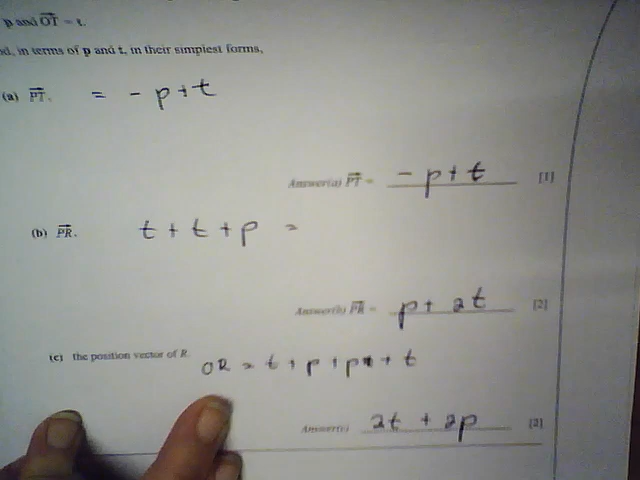 p and OT = t.
in terms of p and t, in their simplest forms,
(a) PT. = - p + t
Answer(a) PT = - p + t [1]
(b) PR. t + t + p =
Answer(b) PR = p + 2t [2]
(c) the position vector of R. OR = t + p + p + t
Answer(c) 2t + 2p [2]